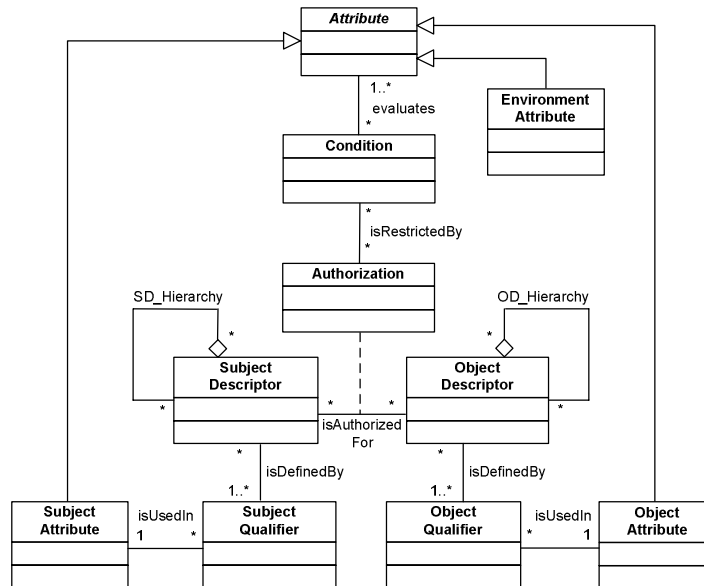 Attribute
1..*
evaluates
*
Environment
Attribute
Condition
*
isRestrictedBy
*
Authorization
SD_Hierarchy
*
OD_Hierarchy
*
Subject
Descriptor
*
*
isAuthorized
For
*
Object
Descriptor
*
*
isDefinedBy
1..*
*
isDefinedBy
1..*
Subject
Attribute
isUsedIn
1
*
Subject
Qualifier
Object
Qualifier
isUsedIn
*
1
Object
Attribute